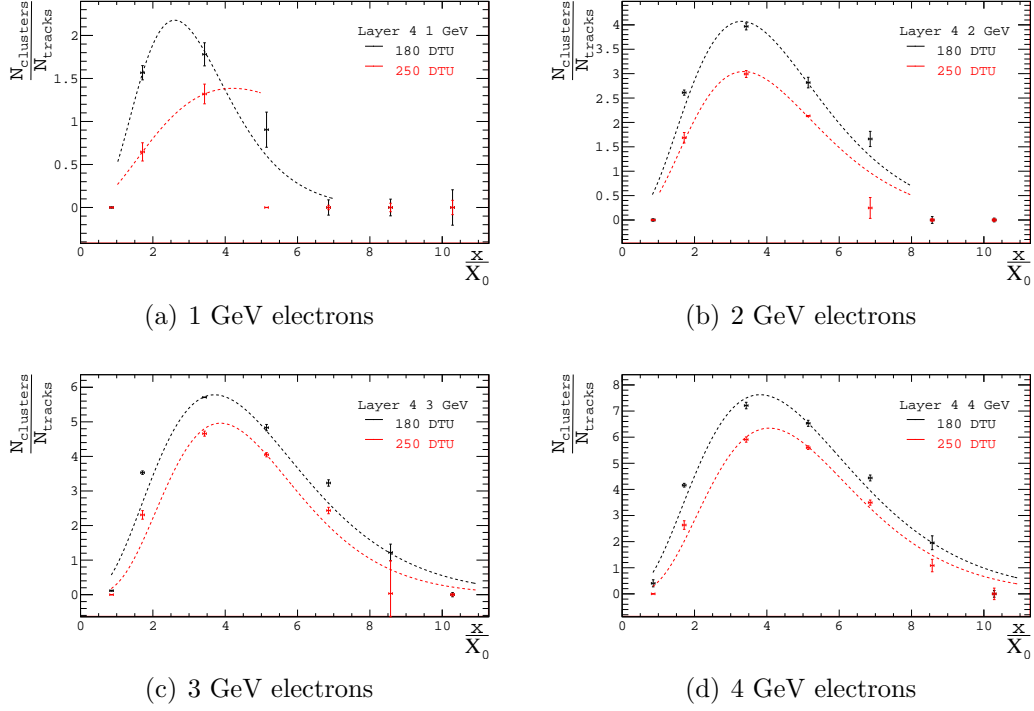 N_clusters / N_tracks
Layer 4 1 GeV
180 DTU
250 DTU
2
1.5
1
0.5
0
0 2 4 6 8 10
x / X_0
(a) 1 GeV electrons
N_clusters / N_tracks
Layer 4 2 GeV
180 DTU
250 DTU
4
3.5
3
2.5
2
1.5
1
0.5
0
0 2 4 6 8 10
x / X_0
(b) 2 GeV electrons
N_clusters / N_tracks
Layer 4 3 GeV
180 DTU
250 DTU
6
5
4
3
2
1
0
0 2 4 6 8 10
x / X_0
(c) 3 GeV electrons
N_clusters / N_tracks
Layer 4 4 GeV
180 DTU
250 DTU
8
7
6
5
4
3
2
1
0
0 2 4 6 8 10
x / X_0
(d) 4 GeV electrons